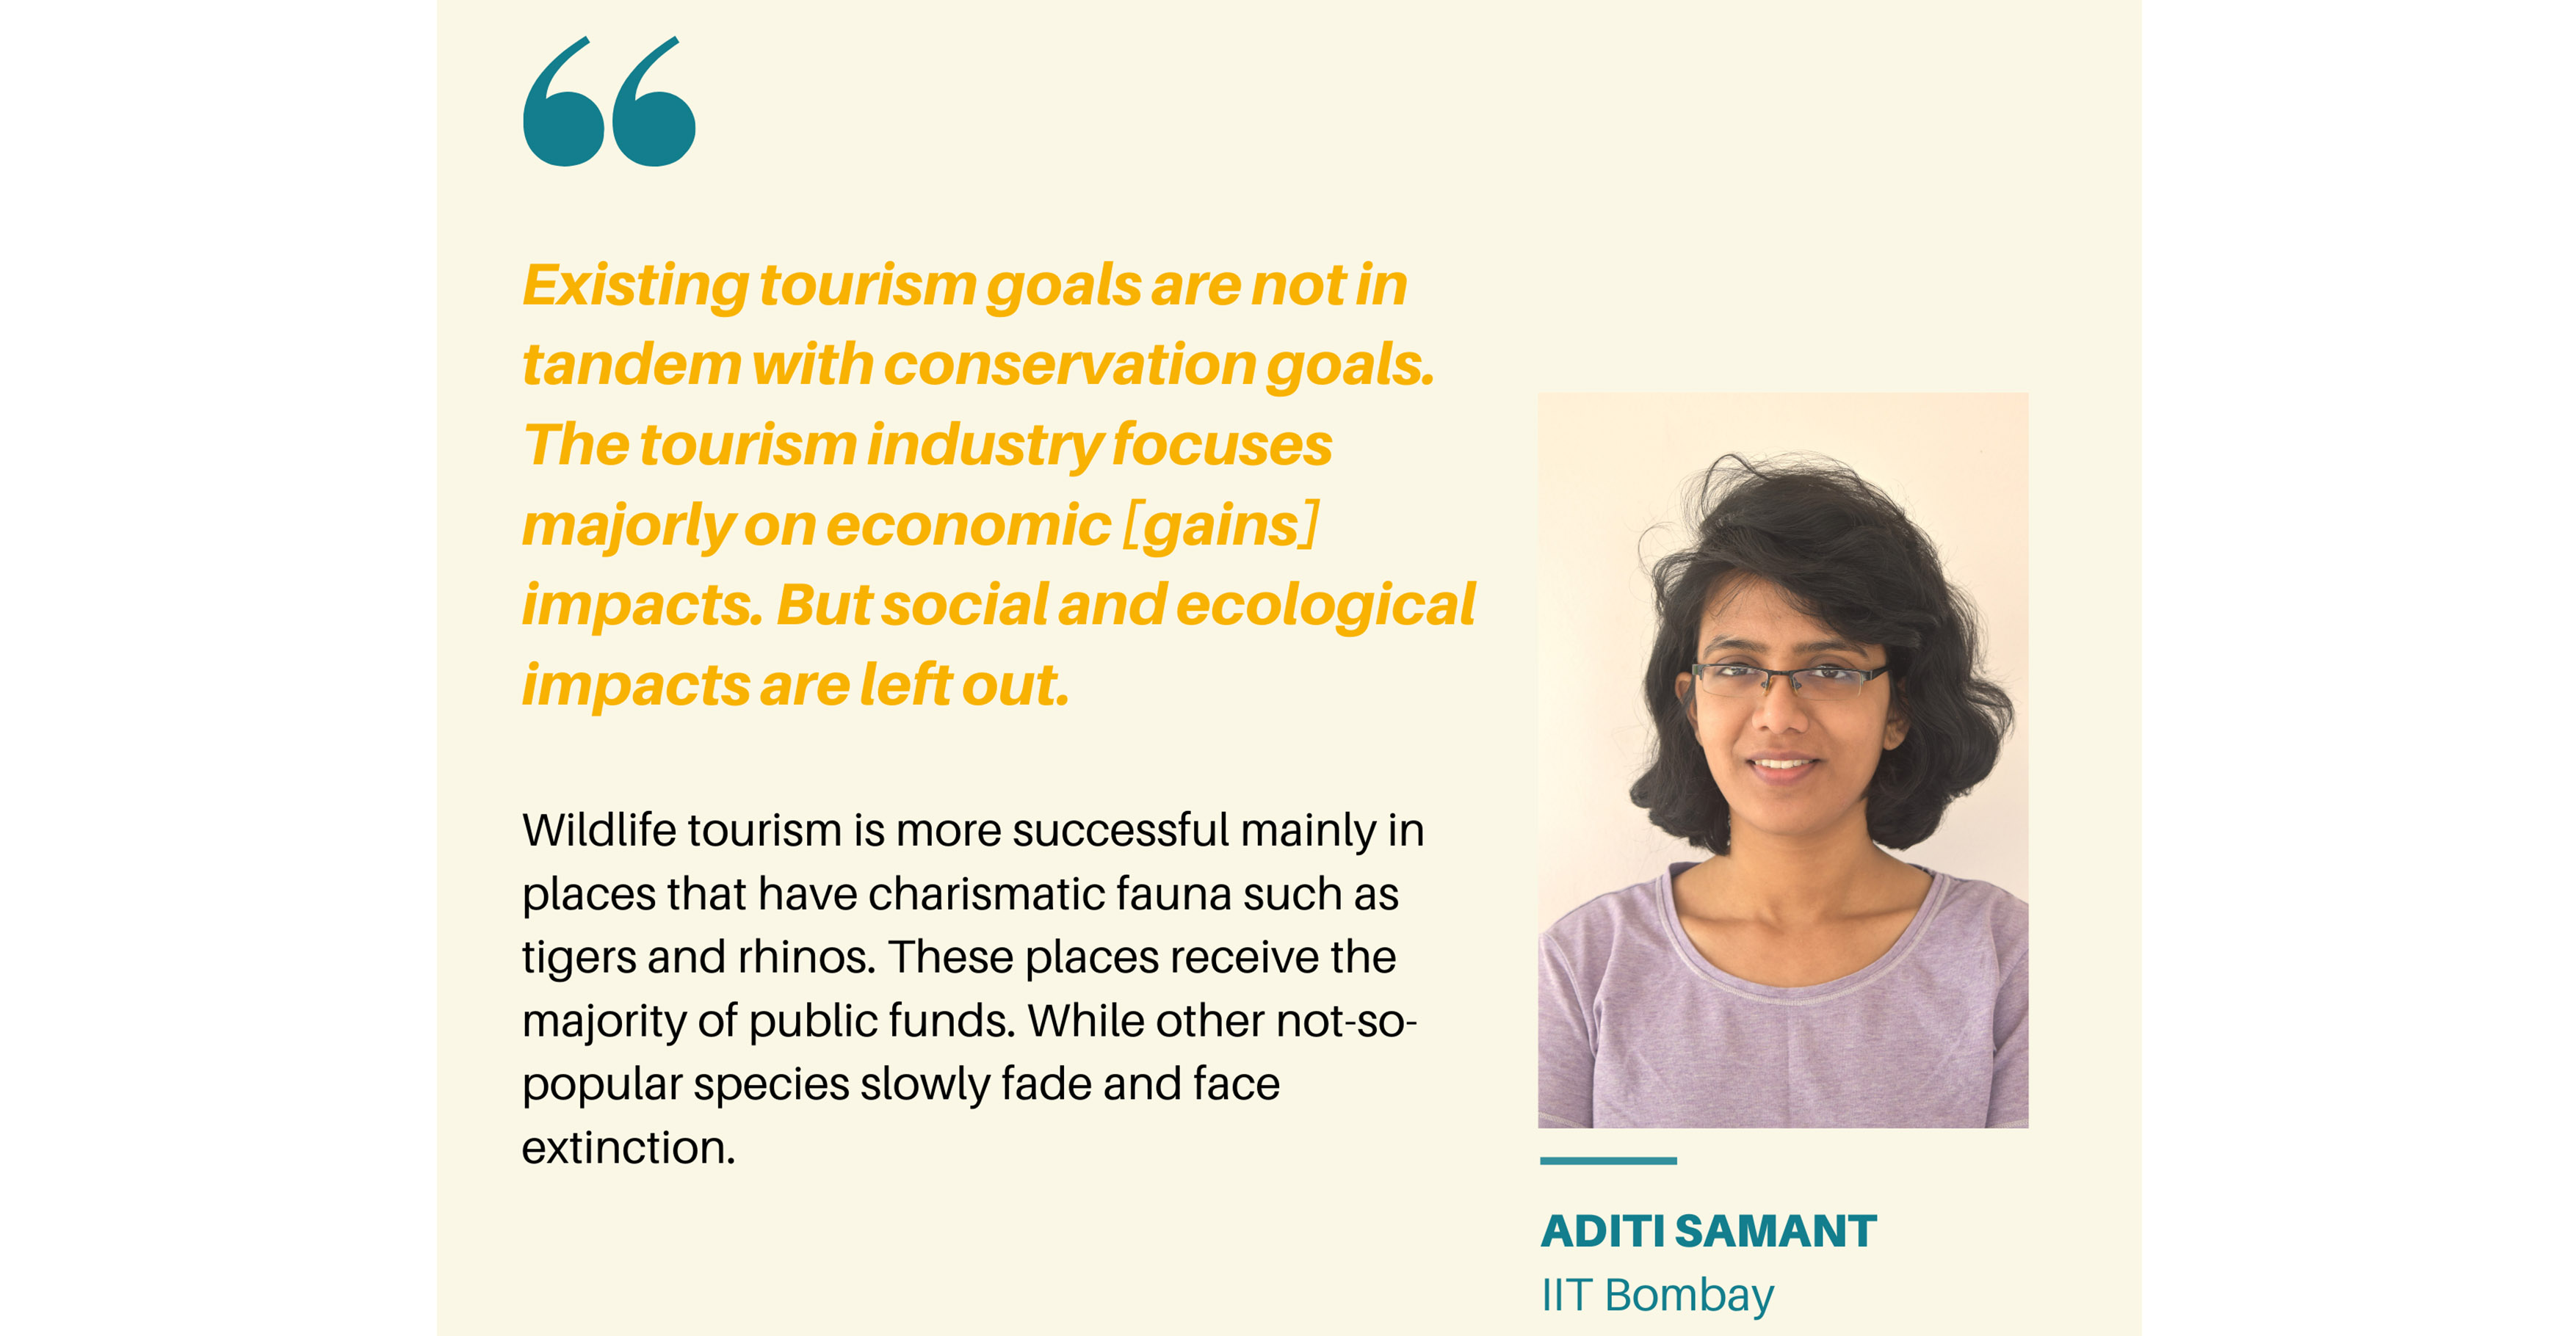 “
Existing tourism goals are not in
tandem with conservation goals.
The tourism industry focuses
majorly on economic [gains]
impacts. But social and ecological
impacts are left out.
Wildlife tourism is more successful mainly in
places that have charismatic fauna such as
tigers and rhinos. These places receive the
majority of public funds. While other not-so-
popular species slowly fade and face
extinction.
ADITI SAMANT
IIT Bombay